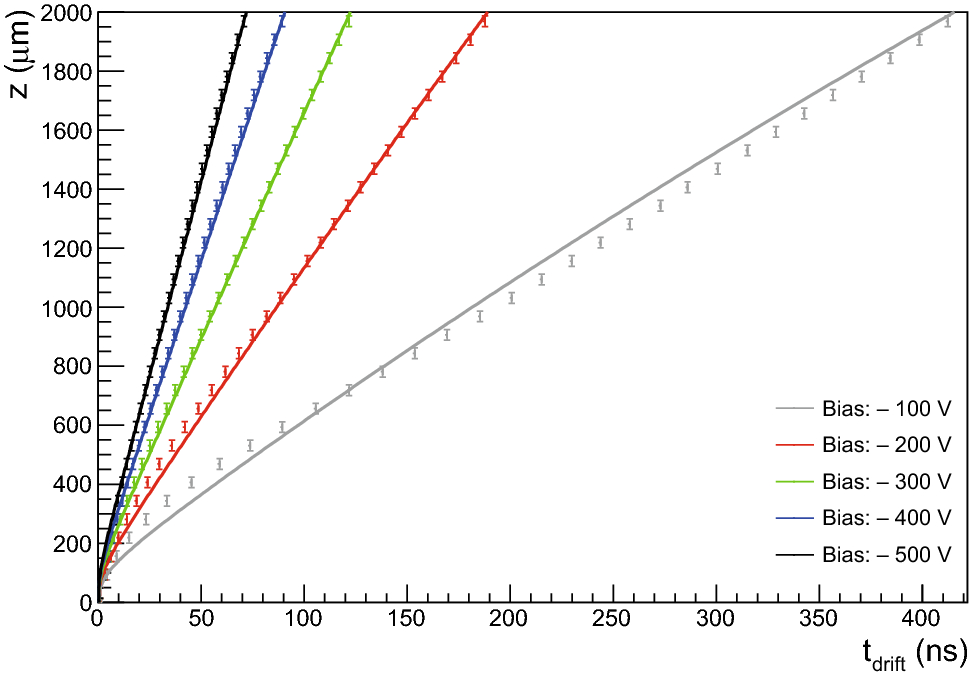 z (μm)
2000
1800
1600
1400
1200
1000
800
600
400
200
0
0 50 100 150 200 250 300 350 400
t_drift (ns)
Bias: – 100 V
Bias: – 200 V
Bias: – 300 V
Bias: – 400 V
Bias: – 500 V